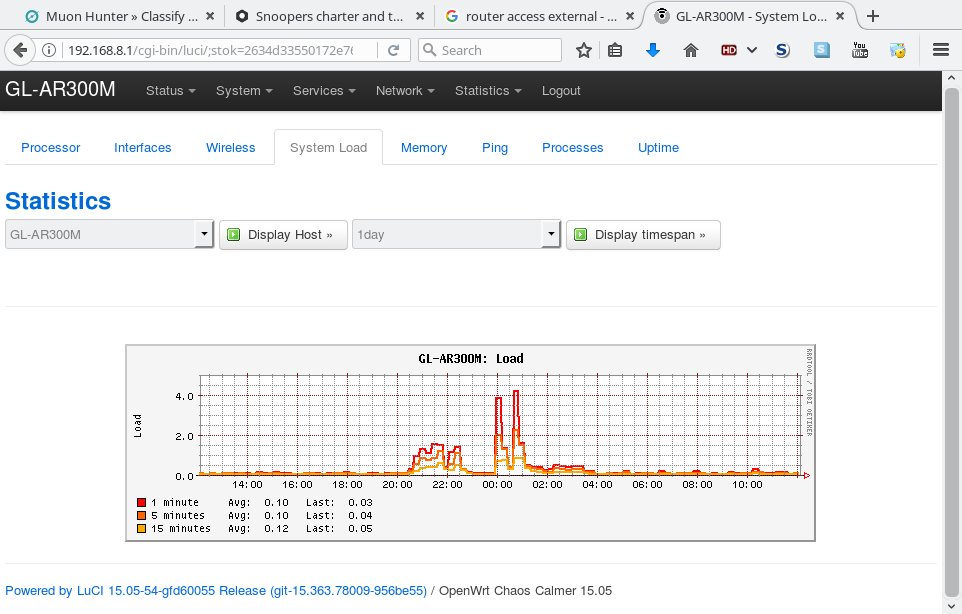 Muon Hunter » Classify ...
Snoopers charter and t...
router access external - ...
GL-AR300M - System Lo...
192.168.8.1/cgi-bin/luci/;stok=2634d33550172e76
Search
HD
S
S
You Tube
GL-AR300M
Status
System
Services
Network
Statistics
Logout
Processor
Interfaces
Wireless
System Load
Memory
Ping
Processes
Uptime
Statistics
GL-AR300M
Display Host »
1day
Display timespan »
GL-AR300M: Load
RRDTOOL / TOBI OETIKER
Load
4.0
2.0
0.0
14:00 16:00 18:00 20:00 22:00 00:00 02:00 04:00 06:00 08:00 10:00
1 minute Avg: 0.10 Last: 0.03
5 minutes Avg: 0.10 Last: 0.04
15 minutes Avg: 0.12 Last: 0.05
Powered by LuCI 15.05-54-gfd60055 Release (git-15.363.78009-956be55) / OpenWrt Chaos Calmer 15.05